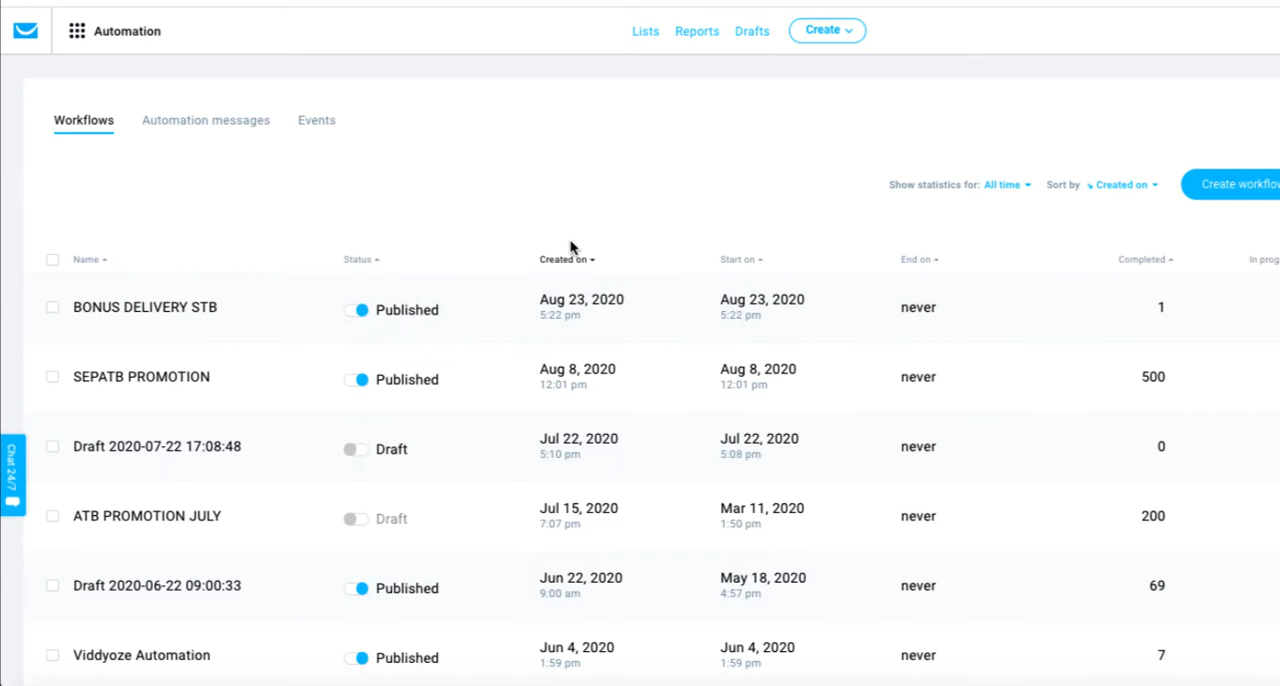 Automation
Lists Reports Drafts Create
Workflows Automation messages Events
Show statistics for: All time Sort by Created on Create workflow
Name Status Created on Start on End on Completed In prog
BONUS DELIVERY STB Published Aug 23, 2020 Aug 23, 2020 never 1
5:22 pm 5:22 pm
SEPATB PROMOTION Published Aug 8, 2020 Aug 8, 2020 never 500
12:01 pm 12:01 pm
Draft 2020-07-22 17:08:48 Draft Jul 22, 2020 Jul 22, 2020 never 0
5:10 pm 5:08 pm
Chat 24/7
ATB PROMOTION JULY Draft Jul 15, 2020 Mar 11, 2020 never 200
7:07 pm 1:50 pm
Draft 2020-06-22 09:00:33 Published Jun 22, 2020 May 18, 2020 never 69
9:00 am 4:57 pm
Viddyoze Automation Published Jun 4, 2020 Jun 4, 2020 never 7
1:59 pm 1:59 pm